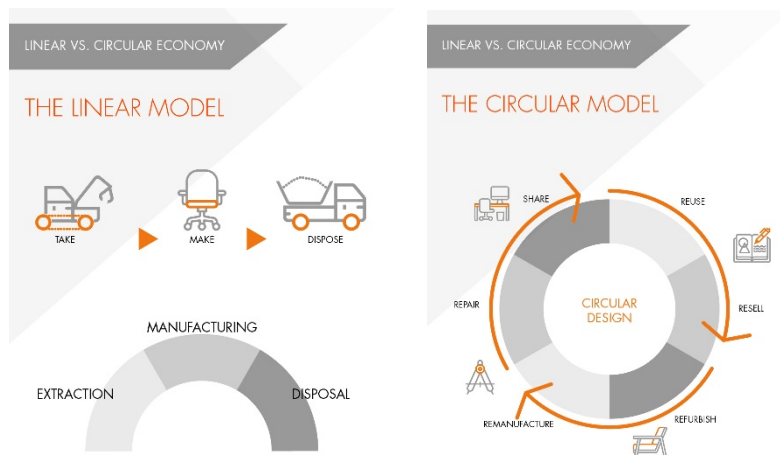 LINEAR VS. CIRCULAR ECONOMY
THE LINEAR MODEL
TAKE
MAKE
DISPOSE
MANUFACTURING
EXTRACTION
DISPOSAL
LINEAR VS. CIRCULAR ECONOMY
THE CIRCULAR MODEL
SHARE
REUSE
REPAIR
CIRCULAR
DESIGN
RESELL
REMANUFACTURE
REFURBISH